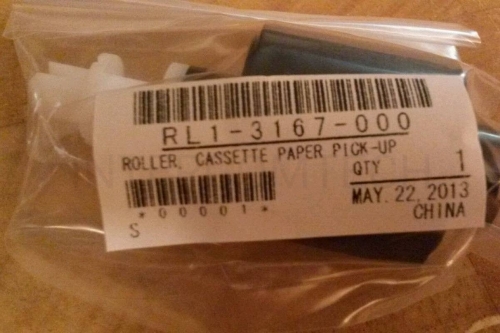 RL1-3167-000
ROLLER, CASSETTE PAPER PICK-UP
QTY 1
*00001*
MAY. 22, 2013
S
CHINA